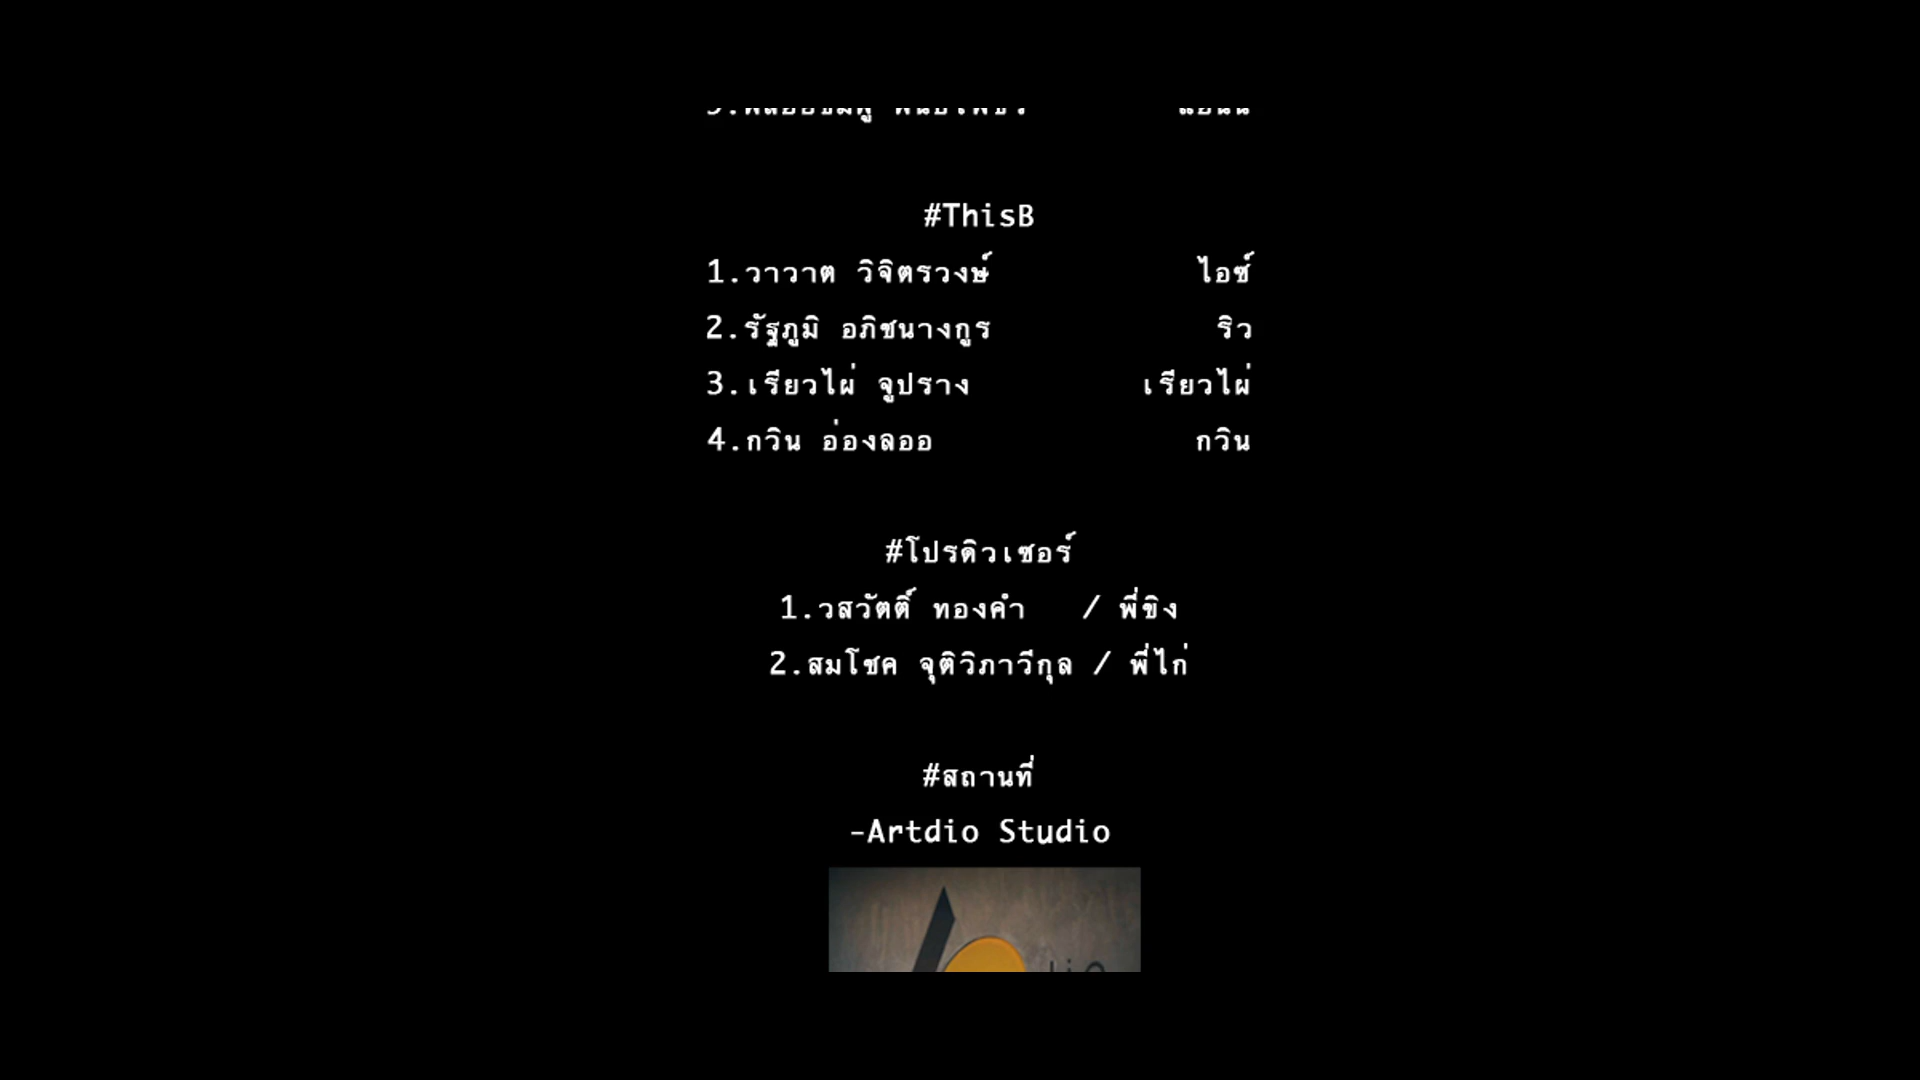 #ThisB
1.วาวาต วิจิตรวงษ์ ไอซ์
2.รัฐภูมิ อภิชนางกูร ริว
3.เรียวไผ่ จูปราง เรียวไผ่
4.กวิน อ่องลออ กวิน
#โปรดิวเซอร์
1.วสวัตติ์ ทองคำ / พี่ขิง
2.สมโชค จุติวิภาวีกุล / พี่ไก่
#สถานที่
-Artdio Studio